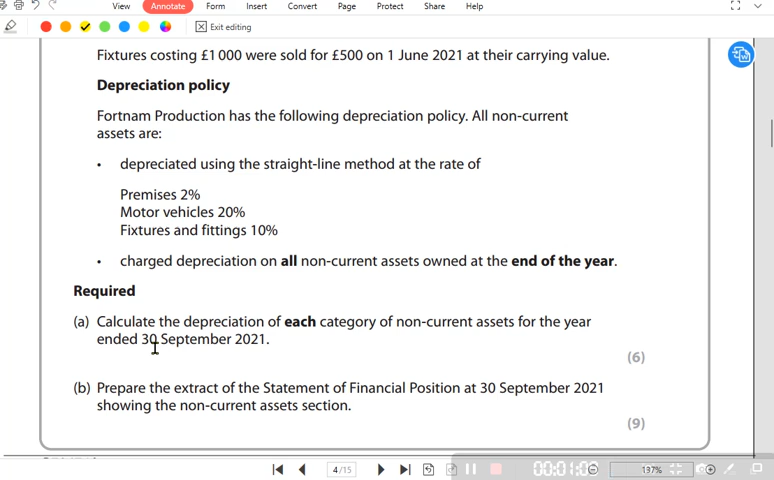 View Annotate Form Insert Convert Page Protect Share Help
Exit editing
Fixtures costing £1 000 were sold for £500 on 1 June 2021 at their carrying value.
Depreciation policy
Fortnam Production has the following depreciation policy. All non-current
assets are:
• depreciated using the straight-line method at the rate of
Premises 2%
Motor vehicles 20%
Fixtures and fittings 10%
• charged depreciation on all non-current assets owned at the end of the year.
Required
(a) Calculate the depreciation of each category of non-current assets for the year
ended 30 September 2021.
(6)
(b) Prepare the extract of the Statement of Financial Position at 30 September 2021
showing the non-current assets section.
(9)
4/15
137%